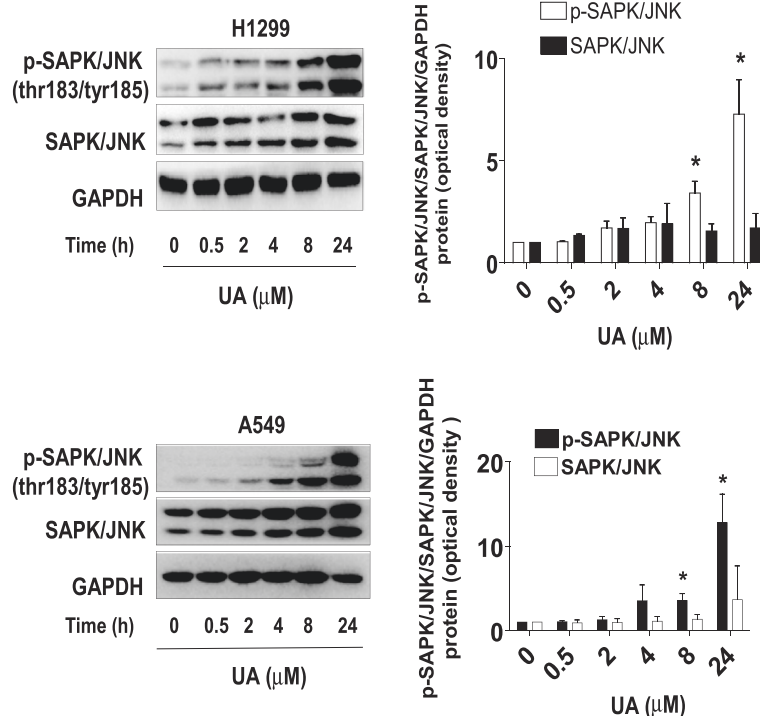 H1299
p-SAPK/JNK
(thr183/tyr185)
SAPK/JNK
GAPDH
Time (h) 0 0.5 2 4 8 24
UA (μM)
p-SAPK/JNK/SAPK/JNK/GAPDH
protein (optical density)
p-SAPK/JNK
SAPK/JNK
10
5
0
*
*
0 0.5 2 4 8 24
UA (μM)
A549
p-SAPK/JNK
(thr183/tyr185)
SAPK/JNK
GAPDH
Time (h) 0 0.5 2 4 8 24
UA (μM)
p-SAPK/JNK/SAPK/JNK/GAPDH
protein (optical density )
p-SAPK/JNK
SAPK/JNK
20
10
0
*
*
0 0.5 2 4 8 24
UA (μM)